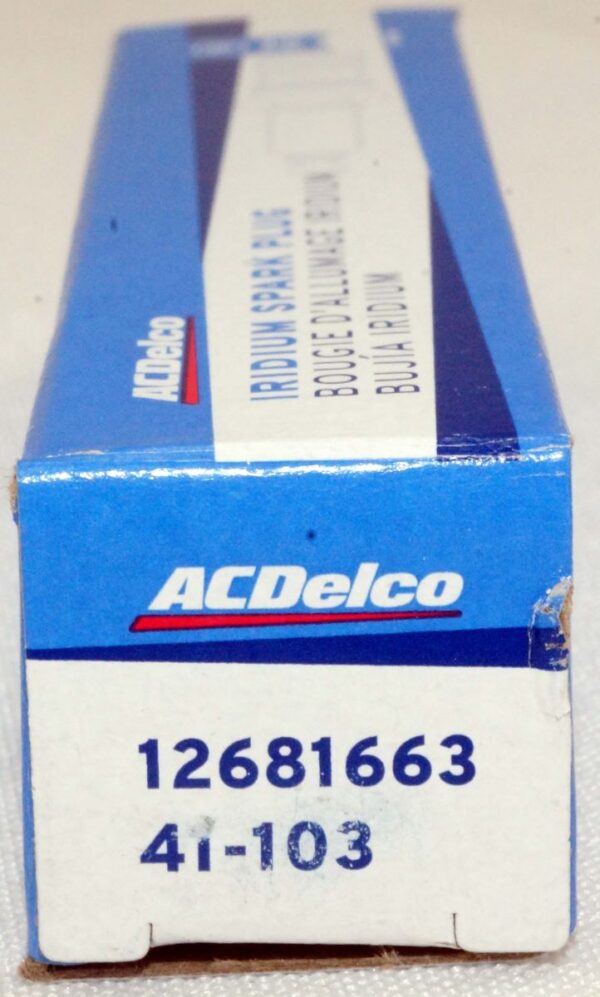 ACDelco
IRIDIUM SPARK PLUG
BOUGIE D'ALLUMAGE IRIDIUM
BUJÍA IRIDIUM
ACDelco
12681663
41-103